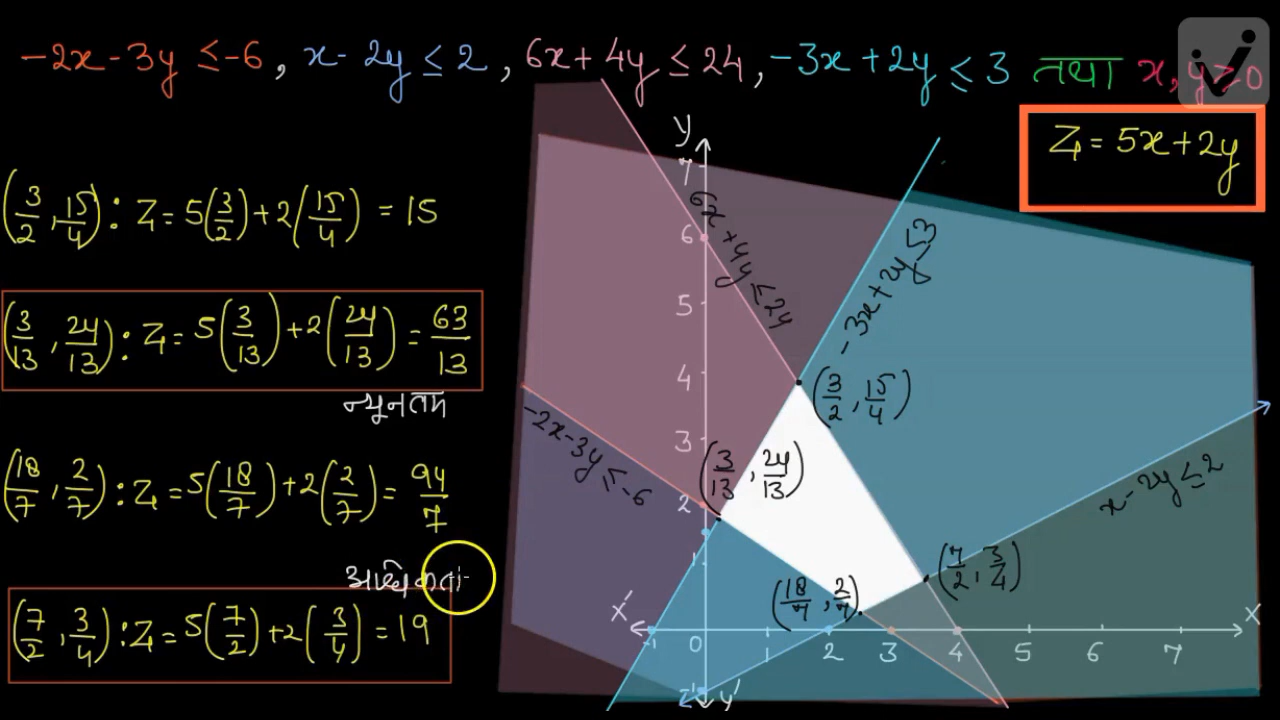 -2x-3y ≤ -6, x-2y ≤ 2, 6x+4y ≤ 24, -3x+2y ≤ 3 तथा x,y ≥ 0
Z = 5x+2y
(3/2, 15/4) : Z = 5(3/2)+2(15/4) = 15
(3/13, 24/13) : Z = 5(3/13)+2(24/13) = 63/13
न्यूनतम
(18/7, 2/7) : Z = 5(18/7)+2(2/7) = 94/7
(7/2, 3/4) : Z = 5(7/2)+2(3/4) = 19
y
7
6
5
4
3
2
1
6x+4y ≤ 24
-3x+2y ≤ 3
(3/2, 15/4)
-2x-3y ≤ -6
(3/13, 24/13)
x-2y ≤ 2
(7/2, 3/4)
(18/7, 2/7)
x' -1 0 1 2 3 4 5 6 7 x
y'